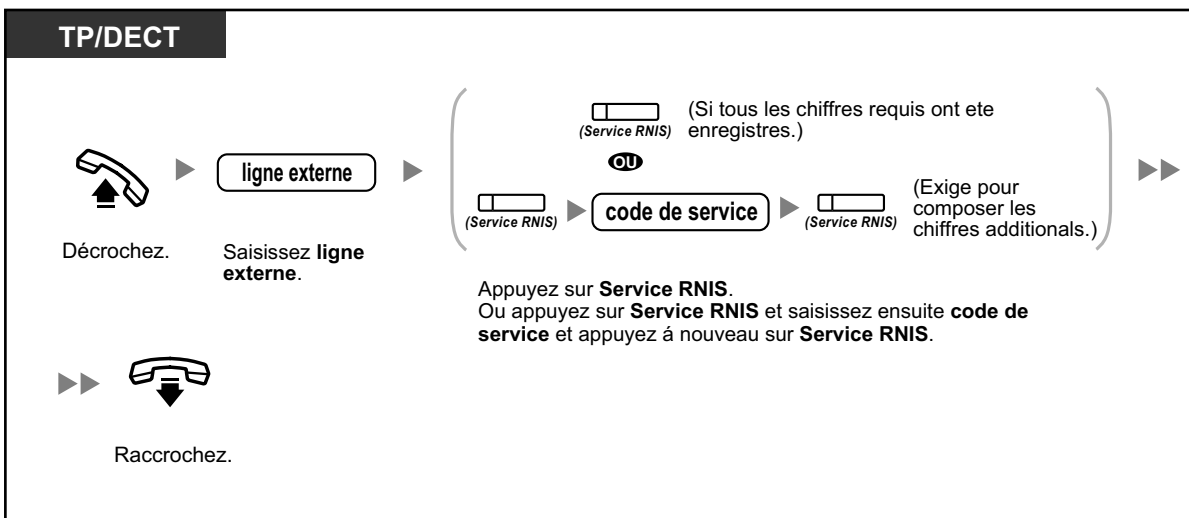 TP/DECT
(Si tous les chiffres requis ont ete
enregistres.)
(Service RNIS)
OU
ligne externe
(Service RNIS)
code de service
(Service RNIS)
(Exige pour
composer les
chiffres additionals.)
Décrochez.
Saisissez ligne
externe.
Appuyez sur Service RNIS.
Ou appuyez sur Service RNIS et saisissez ensuite code de
service et appuyez á nouveau sur Service RNIS.
Raccrochez.